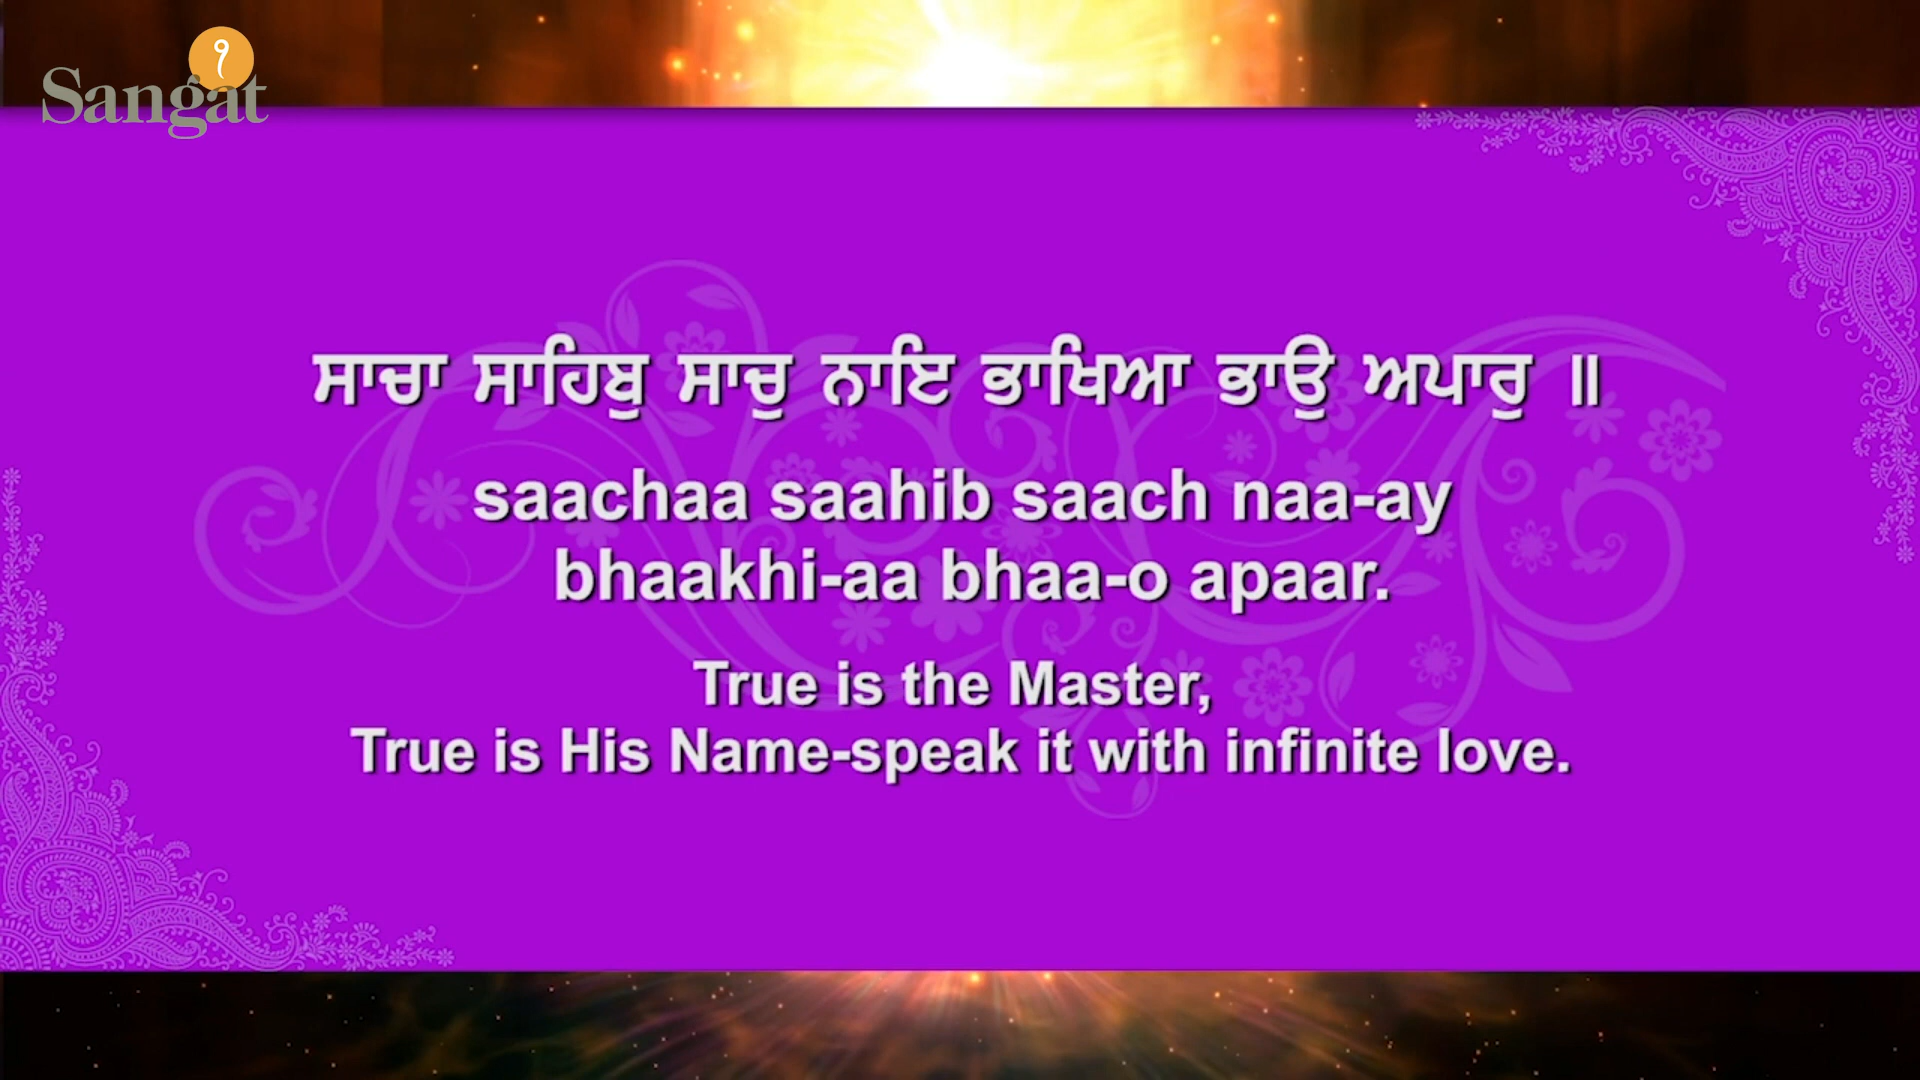 Sangat
੧
ਸਾਚਾ ਸਾਹਿਬੁ ਸਾਚੁ ਨਾਇ ਭਾਖਿਆ ਭਾਉ ਅਪਾਰੁ ॥
saachaa saahib saach naa-ay
bhaakhi-aa bhaa-o apaar.
True is the Master,
True is His Name-speak it with infinite love.